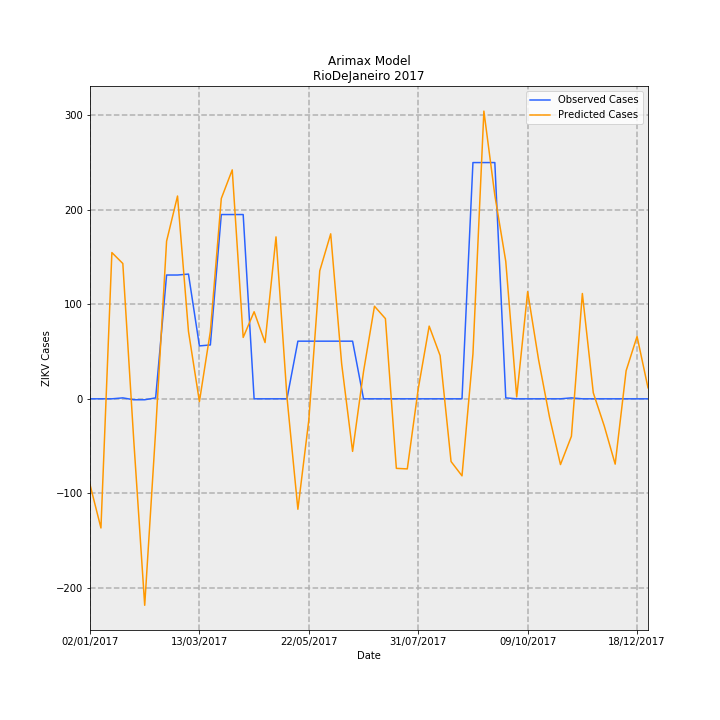 Arimax Model
RioDeJaneiro 2017
Observed Cases
Predicted Cases
ZIKV Cases
300
200
100
0
−100
−200
02/01/2017 13/03/2017 22/05/2017 31/07/2017 09/10/2017 18/12/2017
Date